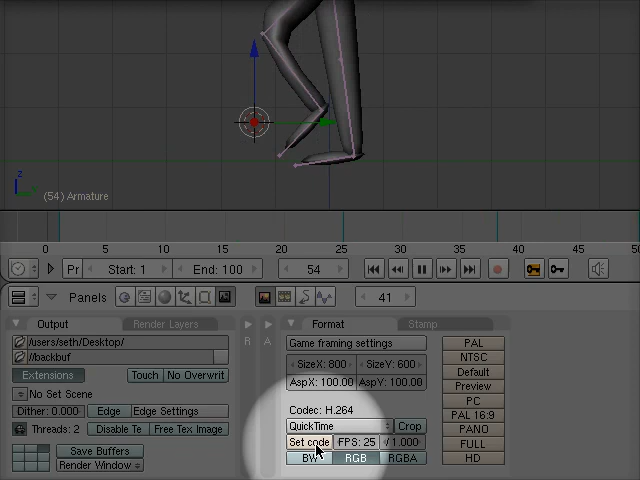 z
(54) Armature
0 5 10 15 20 25 30 35 40 45 50
Pr Start: 1 End: 100 54
Panels 41
Output Render Layers R A Format Stamp
/users/seth/Desktop/ Game framing settings PAL
//backbuf NTSC
Extensions Touch No Overwrit SizeX: 800 SizeY: 600 Default
AspX: 100.00 AspY: 100.00 Preview
No Set Scene PC
Dither: 0.000 Edge Edge Settings Codec: H.264 PAL 16:9
Threads: 2 Disable Te Free Tex Image QuickTime Crop PANO
Save Buffers Set code FPS: 25 / 1.000 FULL
Render Window BW RGB RGBA HD